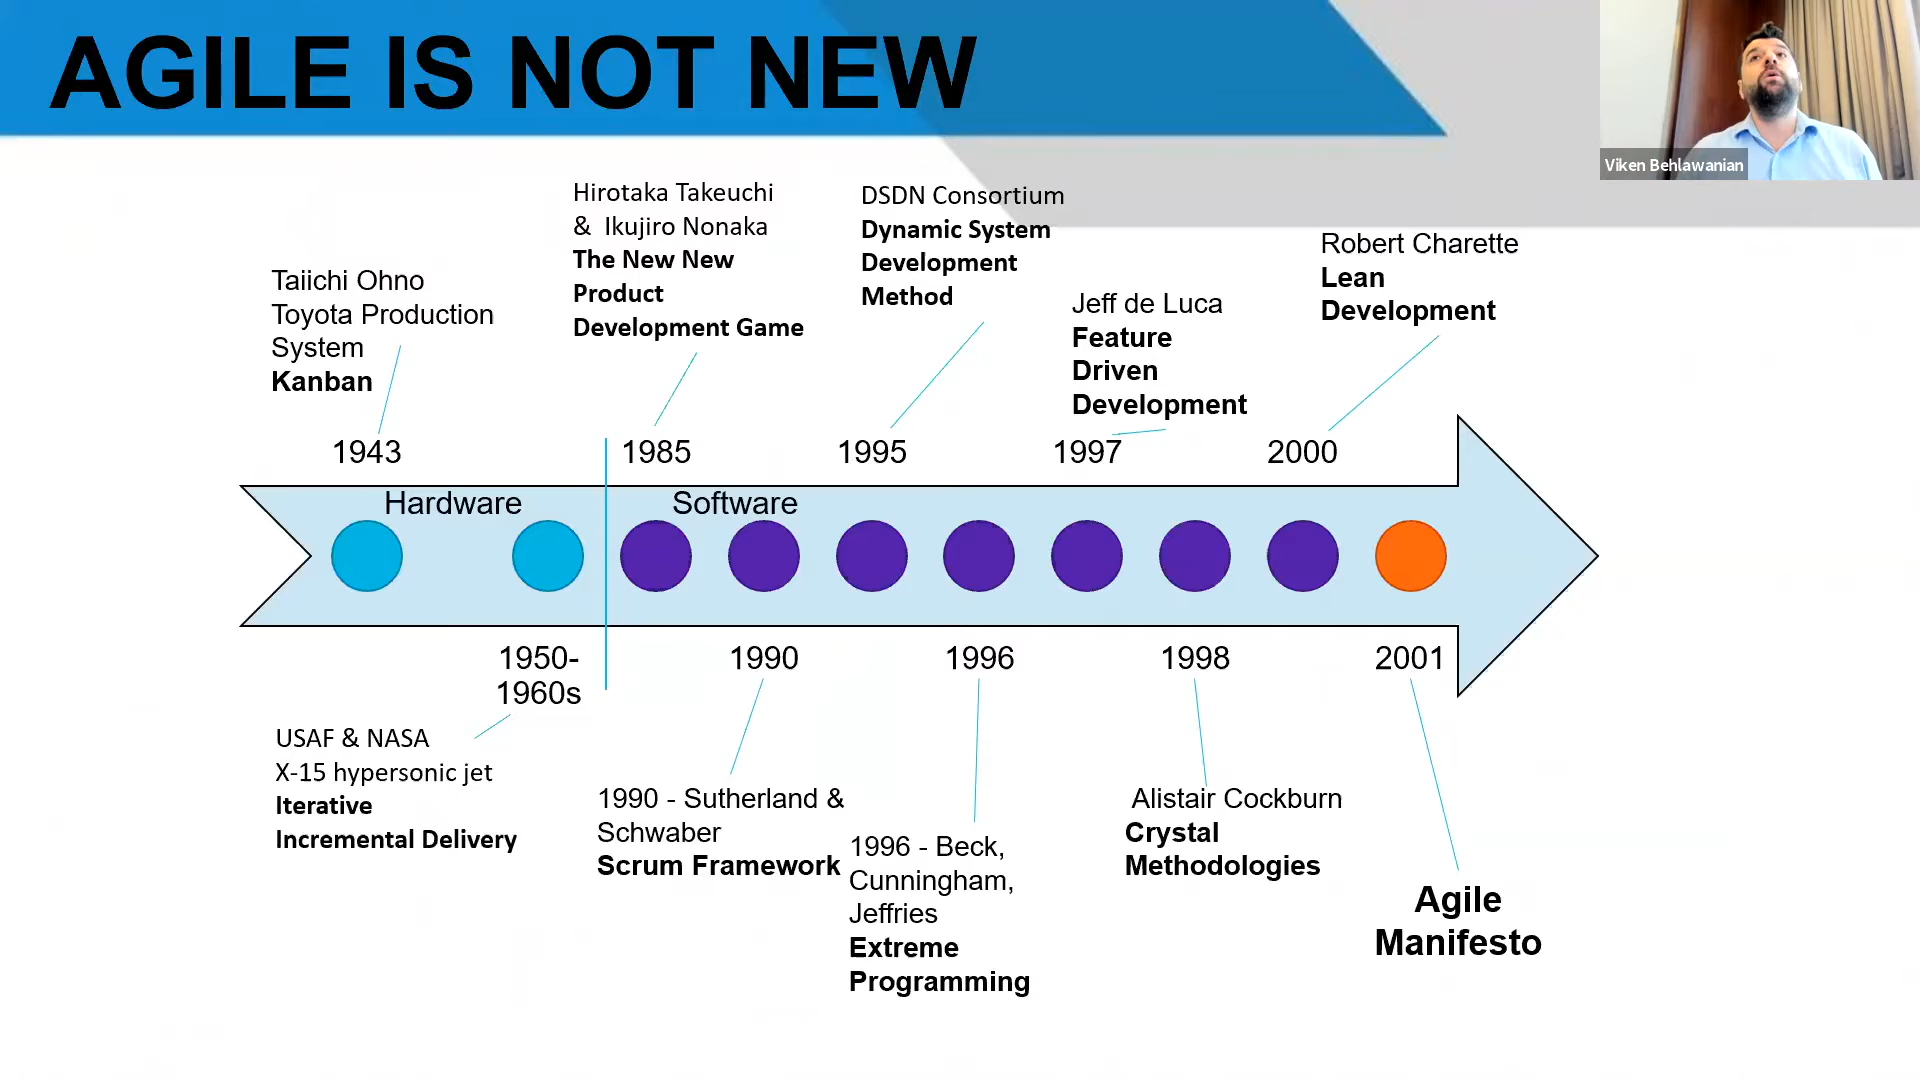 AGILE IS NOT NEW
Viken Behlawanian
Taiichi Ohno
Toyota Production
System
Kanban
Hirotaka Takeuchi
& Ikujiro Nonaka
The New New
Product
Development Game
DSDN Consortium
Dynamic System
Development
Method
Jeff de Luca
Feature
Driven
Development
Robert Charette
Lean
Development
1943
1985
1995
1997
2000
Hardware
Software
1950-
1960s
1990
1996
1998
2001
USAF & NASA
X-15 hypersonic jet
Iterative
Incremental Delivery
1990 - Sutherland &
Schwaber
Scrum Framework
1996 - Beck,
Cunningham,
Jeffries
Extreme
Programming
Alistair Cockburn
Crystal
Methodologies
Agile
Manifesto